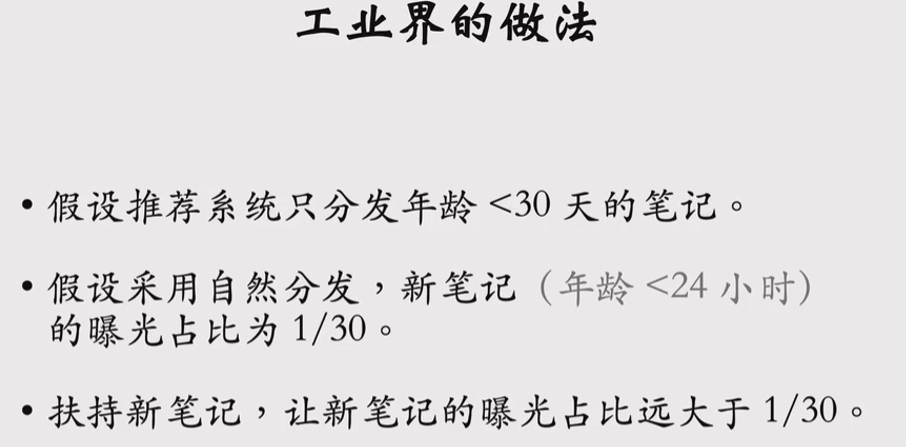 工业界的做法
• 假设推荐系统只分发年龄 <30 天的笔记。
• 假设采用自然分发，新笔记（年龄 <24 小时）
的曝光占比为 1/30。
• 扶持新笔记，让新笔记的曝光占比远大于 1/30。